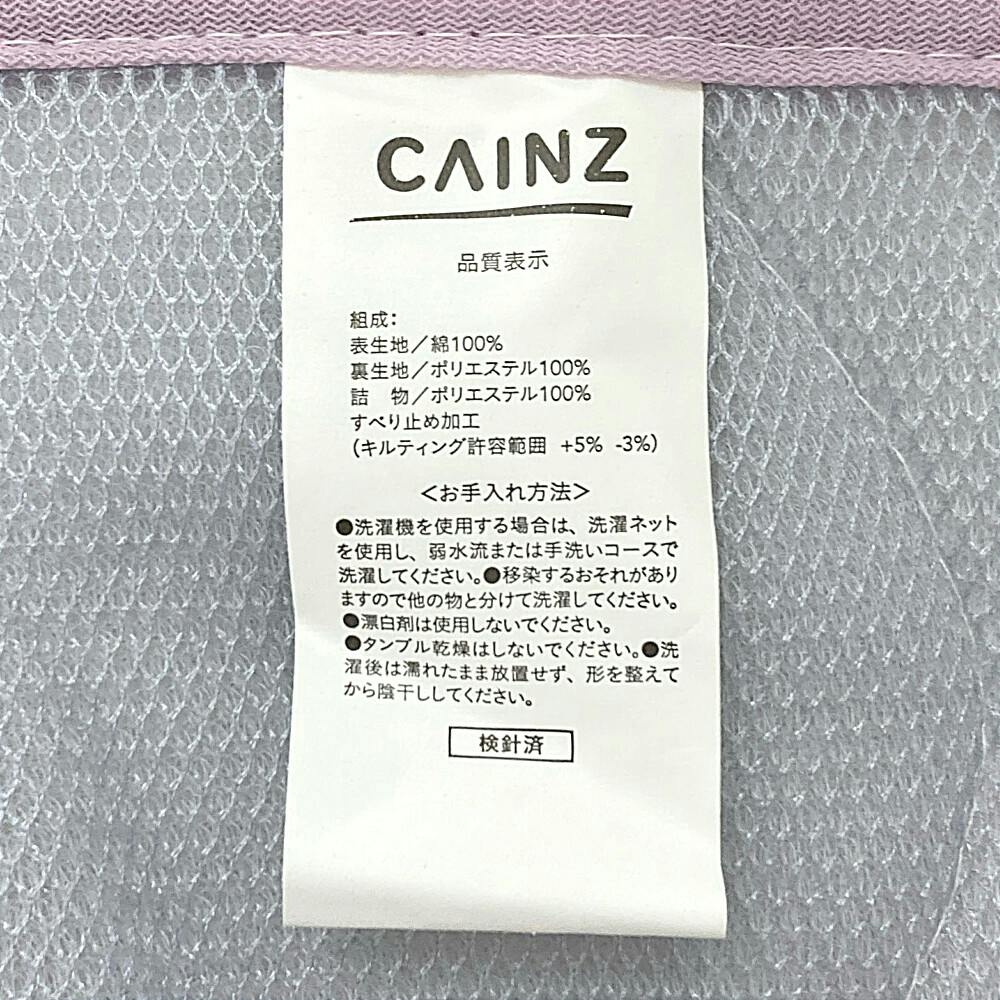 CAINZ
品質表示
組成：
表生地／綿100%
裏生地／ポリエステル100%
詰　物／ポリエステル100%
すべり止め加工
（キルティング許容範囲　+5%　-3%）
＜お手入れ方法＞
●洗濯機を使用する場合は、洗濯ネット
を使用し、弱水流または手洗いコースで
洗濯してください。●移染するおそれがあり
ますので他の物と分けて洗濯してください。
●漂白剤は使用しないでください。
●タンブル乾燥はしないでください。●洗
濯後は濡れたまま放置せず、形を整えて
から陰干ししてください。
検針済